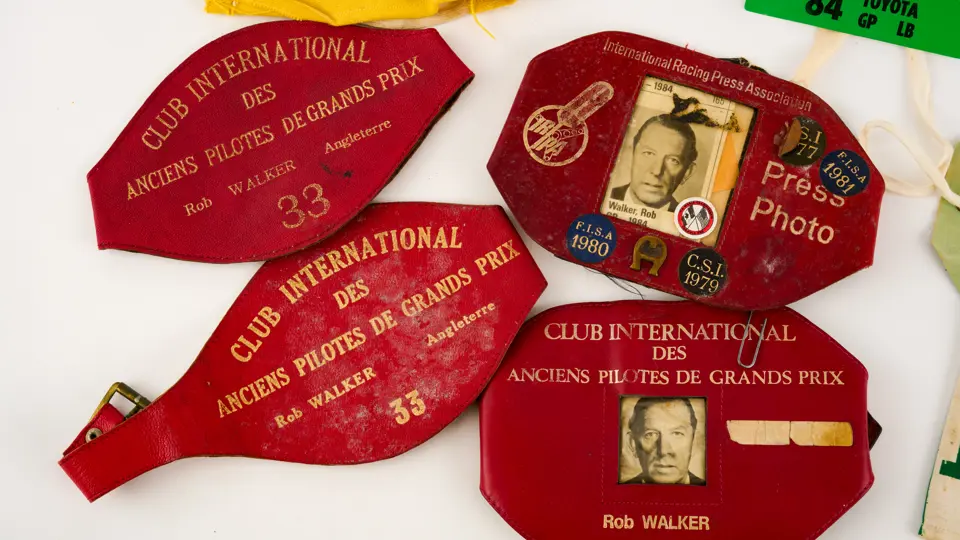 CLUB INTERNATIONAL
DES
ANCIENS PILOTES DE GRANDS PRIX
Rob WALKER Angleterre
33
CLUB INTERNATIONAL
DES
ANCIENS PILOTES DE GRANDS PRIX
Rob WALKER Angleterre
33
International Racing Press Association
1984
Walker, Rob
1984
Press
Photo
C.S.I
77
F.I.S.A
1981
F.I.S.A
1980
C.S.I.
1979
CLUB INTERNATIONAL
DES
ANCIENS PILOTES DE GRANDS PRIX
Rob WALKER
84 TOYOTA
GP LB